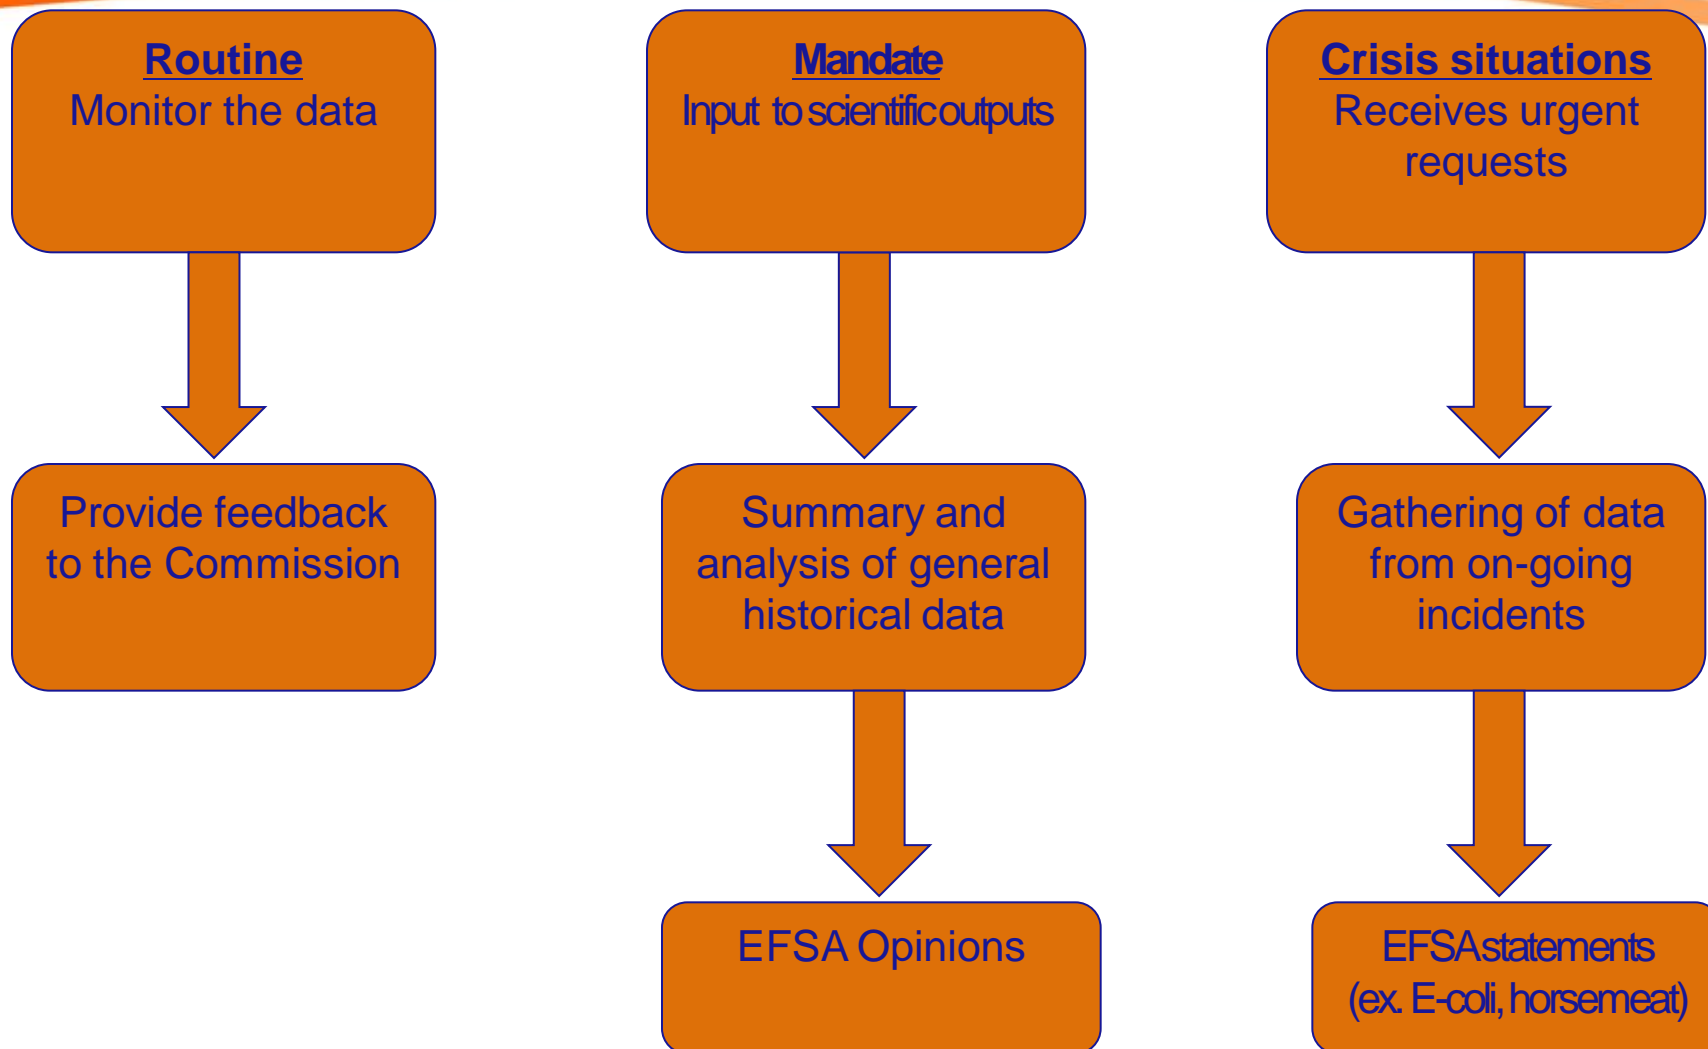 Routine
Monitor the data
Mandate
Input to scientific outputs
Crisis situations
Receives urgent
requests
Provide feedback
to the Commission
Summary and
analysis of general
historical data
Gathering of data
from on-going
incidents
EFSA Opinions
EFSA statements
(ex. E-coli, horsemeat)